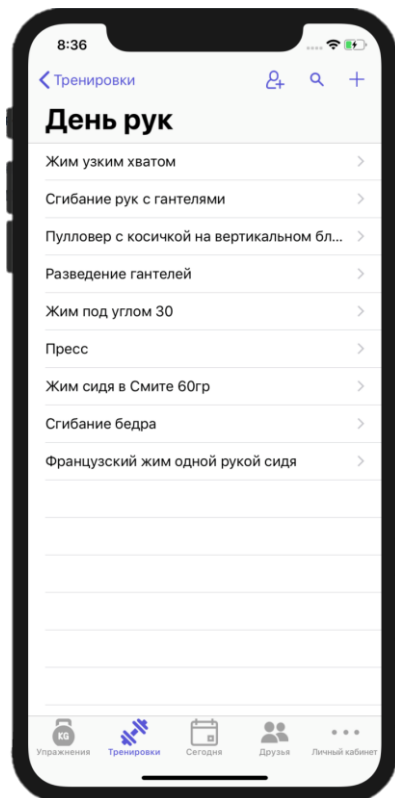 8:36
Тренировки
День рук
Жим узким хватом
Сгибание рук с гантелями
Пулловер с косичкой на вертикальном бл...
Разведение гантелей
Жим под углом 30
Пресс
Жим сидя в Смите 60гр
Сгибание бедра
Французский жим одной рукой сидя
KG
Упражнения Тренировки Сегодня Друзья Личный кабинет